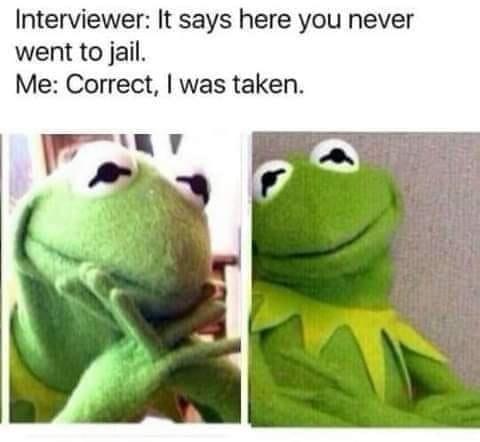 Interviewer: It says here you never
went to jail.
Me: Correct, I was taken.